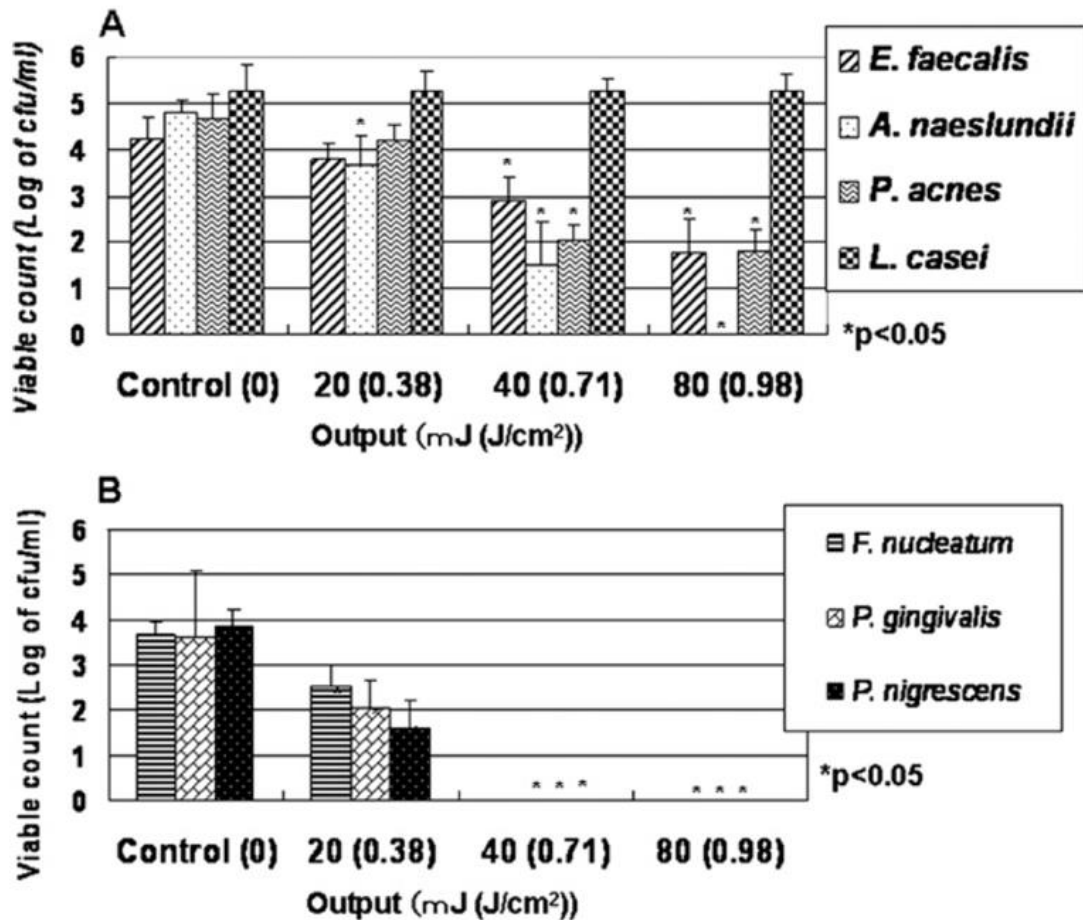 A
Viable count (Log of cfu/ml)
6
5
4
3
2
1
0
* * * * * * *
Control (0) 20 (0.38) 40 (0.71) 80 (0.98)
Output (mJ (J/cm²))
E. faecalis
A. naeslundii
P. acnes
L. casei
*p<0.05
B
Viable count (Log of cfu/ml)
6
5
4
3
2
1
0
* * * * * *
Control (0) 20 (0.38) 40 (0.71) 80 (0.98)
Output (mJ (J/cm²))
F. nucleatum
P. gingivalis
P. nigrescens
*p<0.05